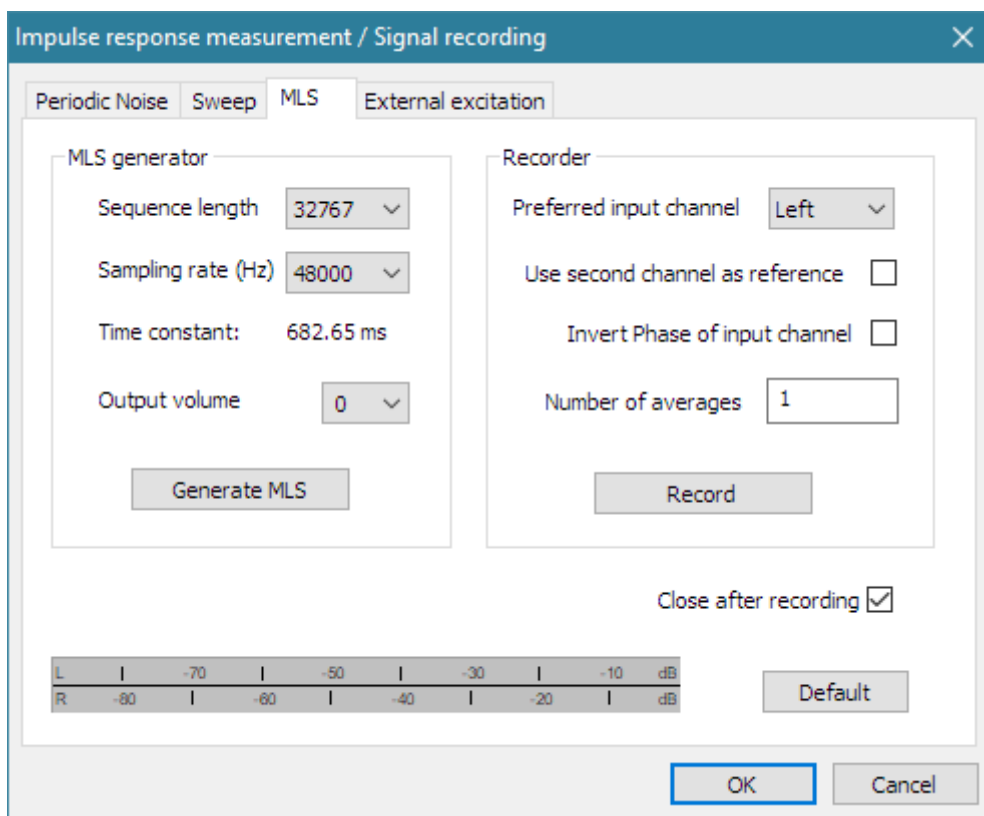 Impulse response measurement / Signal recording
Periodic Noise Sweep MLS External excitation
MLS generator
Sequence length 32767
Sampling rate (Hz) 48000
Time constant: 682.65 ms
Output volume 0
Generate MLS
Recorder
Preferred input channel Left
Use second channel as reference
Invert Phase of input channel
Number of averages 1
Record
Close after recording
L -70 -50 -30 -10 dB
R -80 -60 -40 -20 dB
Default
OK Cancel